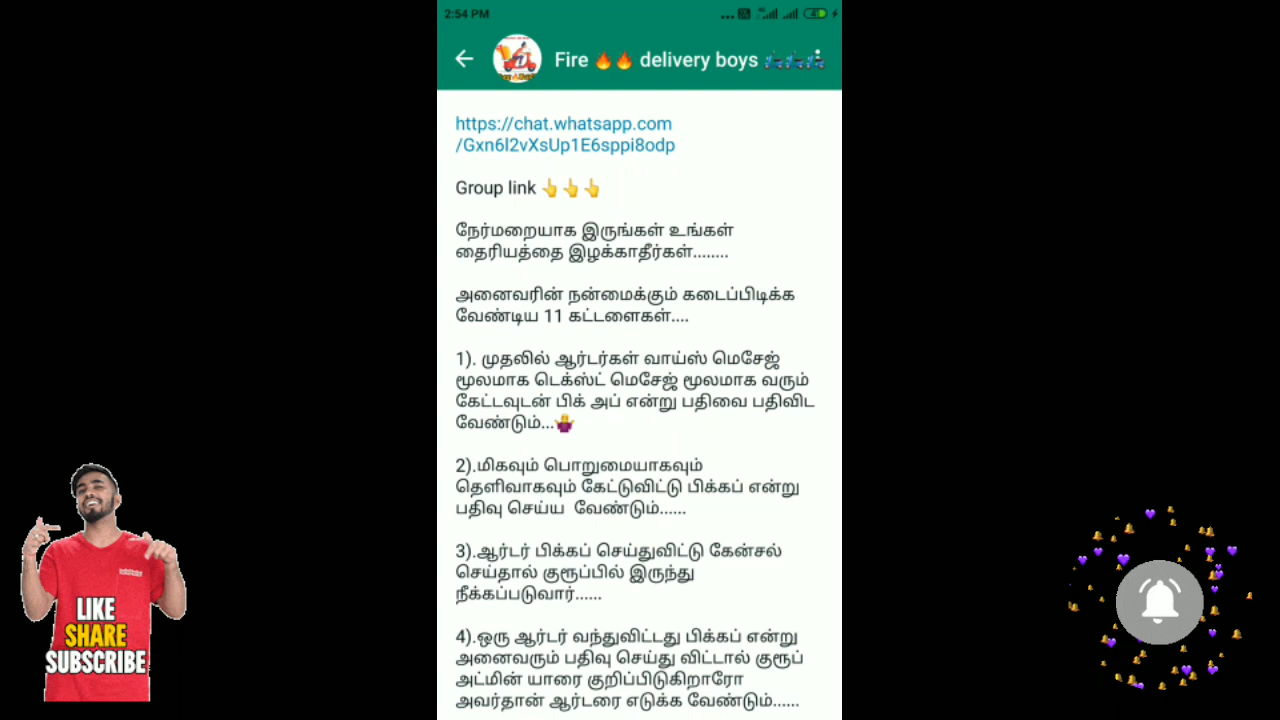 2:54 PM
Fire 🔥🔥 delivery boys 🛵🛵🛵
https://chat.whatsapp.com
/Gxn6l2vXsUp1E6sppi8odp
Group link 👆👆👆
நேர்மறையாக இருங்கள் உங்கள்
தைரியத்தை இழக்காதீர்கள்........
அனைவரின் நன்மைக்கும் கடைப்பிடிக்க
வேண்டிய 11 கட்டளைகள்....
1). முதலில் ஆர்டர்கள் வாய்ஸ் மெசேஜ்
மூலமாக டெக்ஸ்ட் மெசேஜ் மூலமாக வரும்
கேட்டவுடன் பிக் அப் என்று பதிவை பதிவிட
வேண்டும்...🤷‍♀️
2).மிகவும் பொறுமையாகவும்
தெளிவாகவும் கேட்டுவிட்டு பிக்கப் என்று
பதிவு செய்ய  வேண்டும்......
3).ஆர்டர் பிக்கப் செய்துவிட்டு கேன்சல்
செய்தால் குரூப்பில் இருந்து
நீக்கப்படுவார்......
4).ஒரு ஆர்டர் வந்துவிட்டது பிக்கப் என்று
அனைவரும் பதிவு செய்து விட்டால் குரூப்
அட்மின் யாரை குறிப்பிடுகிறாரோ
அவர்தான் ஆர்டரை எடுக்க வேண்டும்......
LIKE
SHARE
SUBSCRIBE